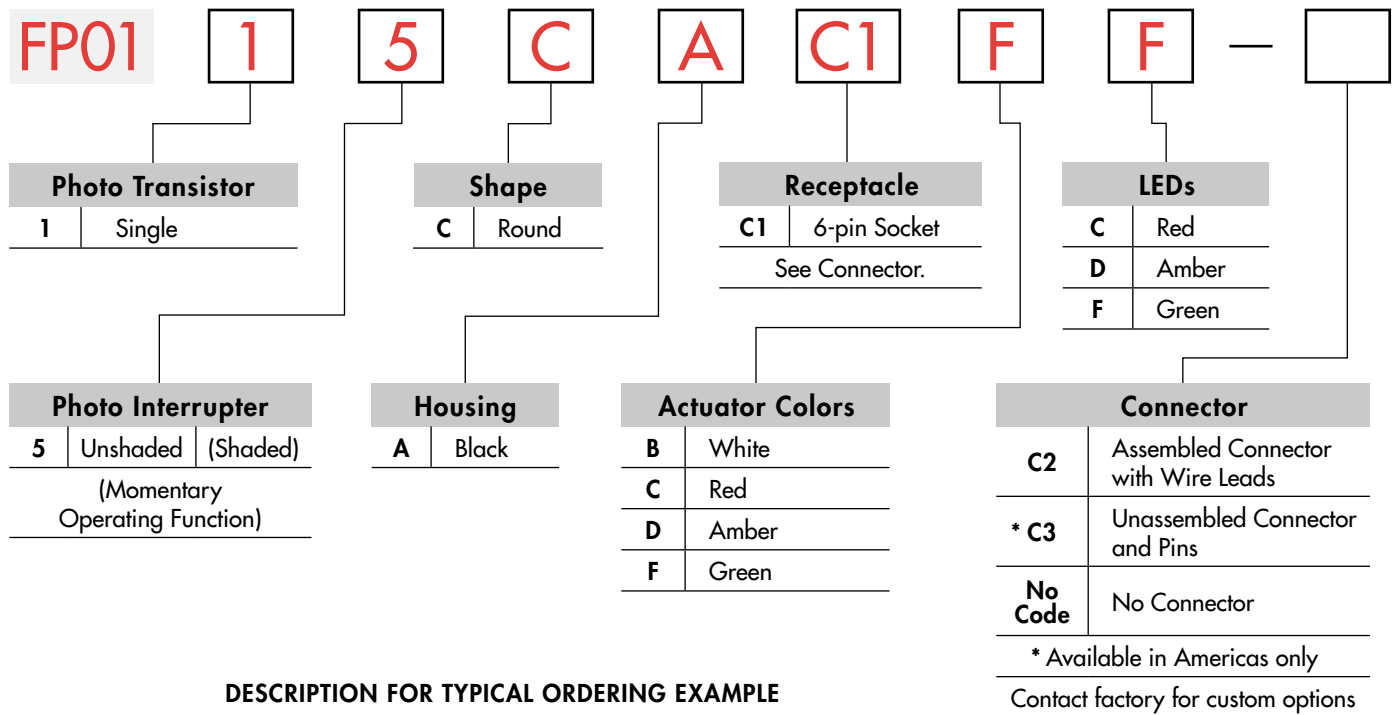 FP01 1 5 C A C1 F F —
Photo Transistor
1 Single
Shape
C Round
Receptacle
C1 6-pin Socket
See Connector.
LEDs
C Red
D Amber
F Green
Photo Interrupter
5 Unshaded (Shaded)
(Momentary
Operating Function)
Housing
A Black
Actuator Colors
B White
C Red
D Amber
F Green
Connector
C2 Assembled Connector
with Wire Leads
* C3 Unassembled Connector
and Pins
No
Code No Connector
* Available in Americas only
Contact factory for custom options
DESCRIPTION FOR TYPICAL ORDERING EXAMPLE